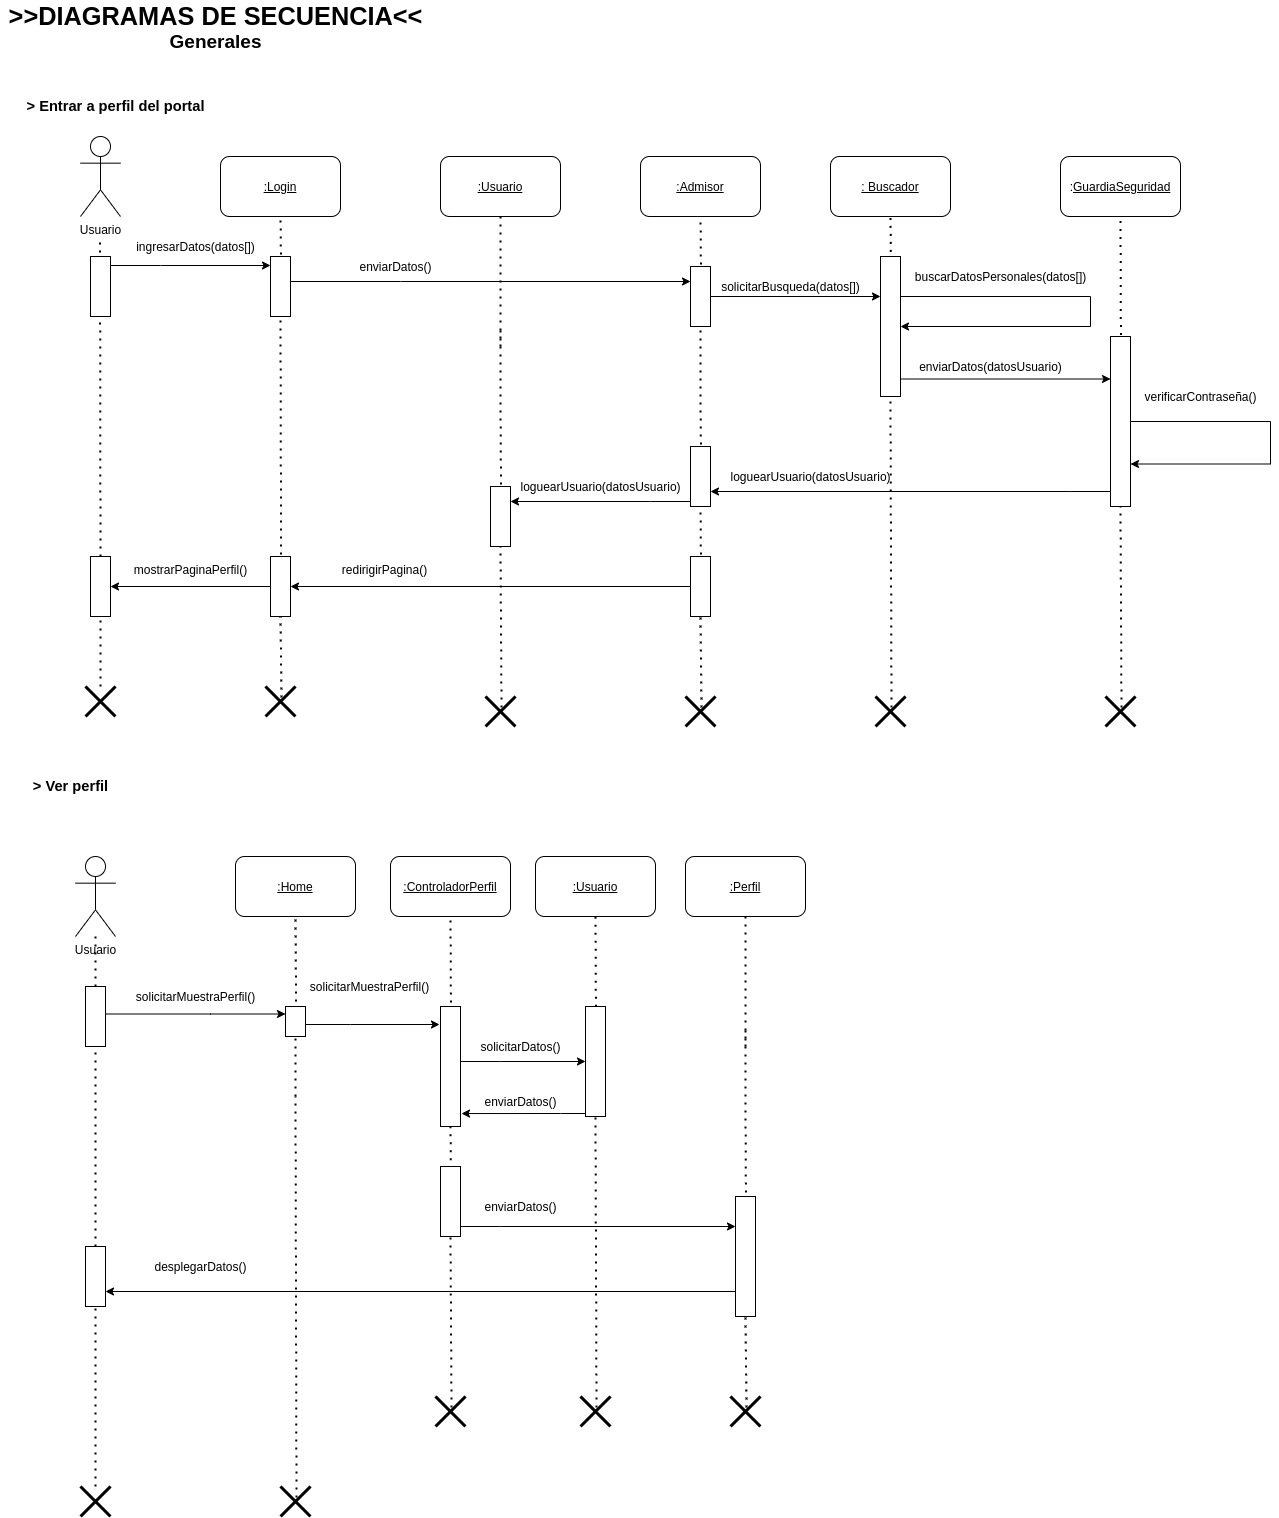 >>DIAGRAMAS DE SECUENCIA<<
Generales
> Entrar a perfil del portal
Usuario
:Login
:Usuario
:Admisor
: Buscador
:GuardiaSeguridad
ingresarDatos(datos[])
enviarDatos()
solicitarBusqueda(datos[])
buscarDatosPersonales(datos[])
enviarDatos(datosUsuario)
verificarContraseña()
loguearUsuario(datosUsuario)
loguearUsuario(datosUsuario)
redirigirPagina()
mostrarPaginaPerfil()
> Ver perfil
Usuario
:Home
:ControladorPerfil
:Usuario
:Perfil
solicitarMuestraPerfil()
solicitarMuestraPerfil()
solicitarDatos()
enviarDatos()
enviarDatos()
desplegarDatos()